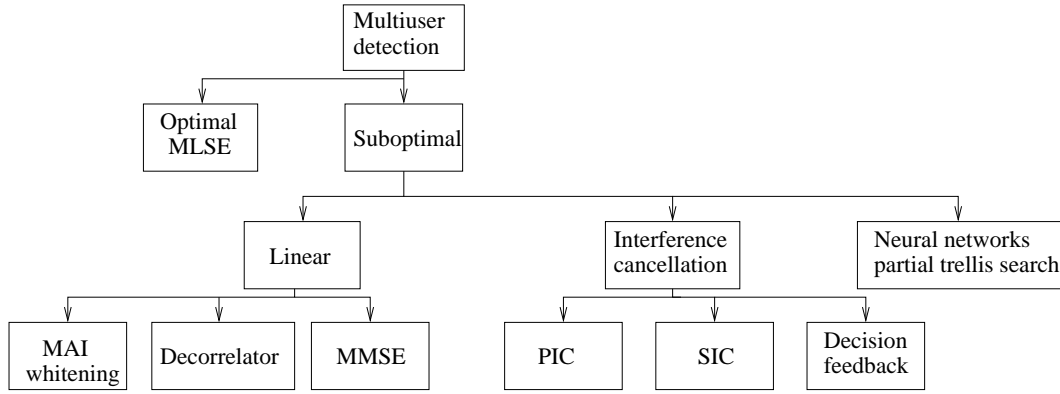 Multiuser
detection
Optimal
MLSE
Suboptimal
Linear
Interference
cancellation
Neural networks
partial trellis search
MAI
whitening
Decorrelator
MMSE
PIC
SIC
Decision
feedback